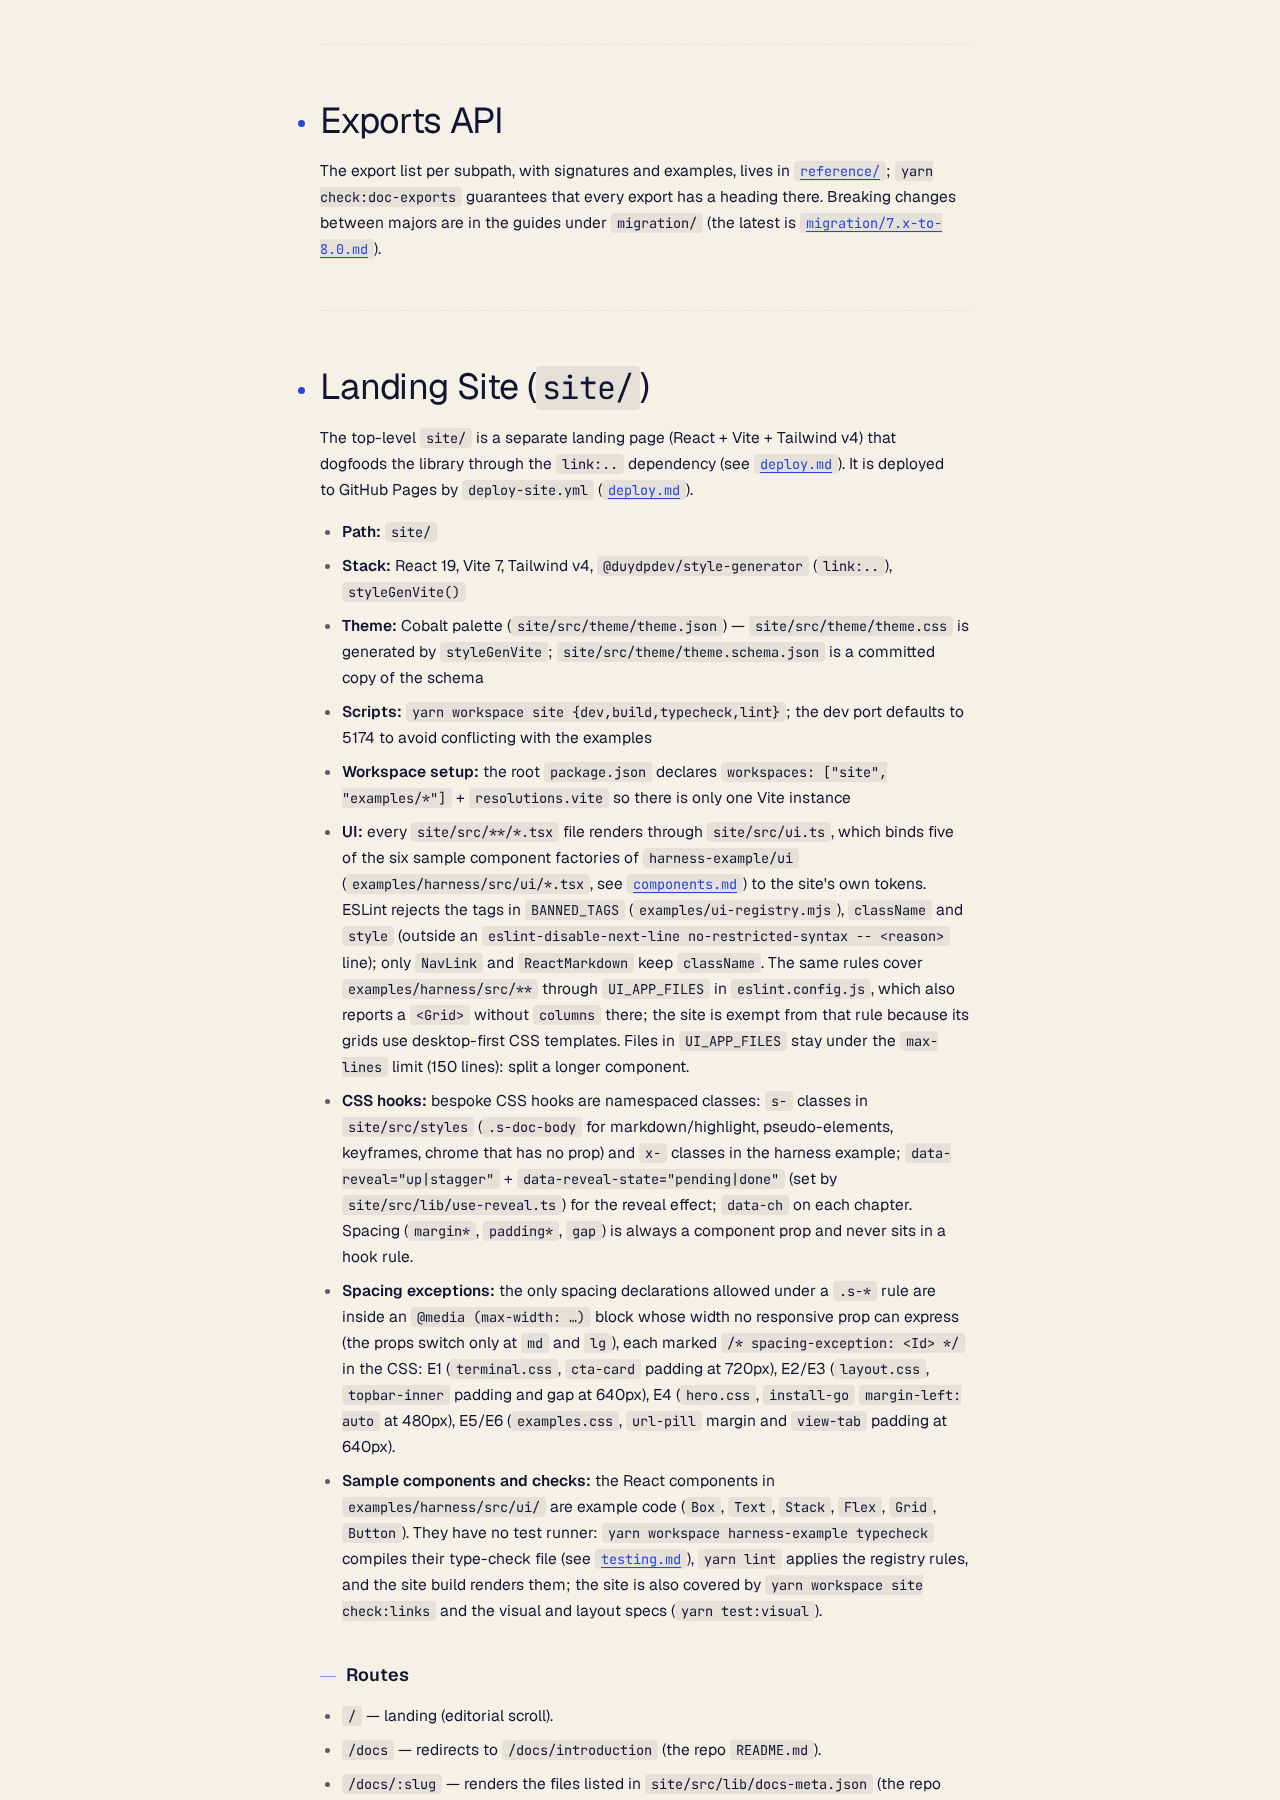 Exports API
The export list per subpath, with signatures and examples, lives in reference/ ; yarn
check:doc-exports guarantees that every export has a heading there. Breaking changes
between majors are in the guides under migration/ (the latest is migration/7.x-to-
8.0.md ).
Landing Site (site/)
The top-level site/ is a separate landing page (React + Vite + Tailwind v4) that
dogfoods the library through the link:.. dependency (see deploy.md ). It is deployed
to GitHub Pages by deploy-site.yml ( deploy.md ).
• Path: site/
• Stack: React 19, Vite 7, Tailwind v4, @duydpdev/style-generator ( link:.. ),
styleGenVite()
• Theme: Cobalt palette ( site/src/theme/theme.json ) — site/src/theme/theme.css is
generated by styleGenVite ; site/src/theme/theme.schema.json is a committed
copy of the schema
• Scripts: yarn workspace site {dev,build,typecheck,lint} ; the dev port defaults to
5174 to avoid conflicting with the examples
• Workspace setup: the root package.json declares workspaces: ["site",
"examples/*"] + resolutions.vite so there is only one Vite instance
• UI: every site/src/**/*.tsx file renders through site/src/ui.ts , which binds five
of the six sample component factories of harness-example/ui
( examples/harness/src/ui/*.tsx , see components.md ) to the site's own tokens.
ESLint rejects the tags in BANNED_TAGS ( examples/ui-registry.mjs ), className and
style (outside an eslint-disable-next-line no-restricted-syntax -- <reason>
line); only NavLink and ReactMarkdown keep className . The same rules cover
examples/harness/src/** through UI_APP_FILES in eslint.config.js , which also
reports a <Grid> without columns there; the site is exempt from that rule because its
grids use desktop-first CSS templates. Files in UI_APP_FILES stay under the max-
lines limit (150 lines): split a longer component.
• CSS hooks: bespoke CSS hooks are namespaced classes: s- classes in
site/src/styles ( .s-doc-body for markdown/highlight, pseudo-elements,
keyframes, chrome that has no prop) and x- classes in the harness example; data-
reveal="up|stagger" + data-reveal-state="pending|done" (set by
site/src/lib/use-reveal.ts ) for the reveal effect; data-ch on each chapter.
Spacing ( margin* , padding* , gap ) is always a component prop and never sits in a
hook rule.
• Spacing exceptions: the only spacing declarations allowed under a .s-* rule are
inside an @media (max-width: …) block whose width no responsive prop can express
(the props switch only at md and lg ), each marked /* spacing-exception: <Id> */
in the CSS: E1 ( terminal.css , cta-card padding at 720px), E2/E3 ( layout.css ,
topbar-inner padding and gap at 640px), E4 ( hero.css , install-go margin-left:
auto at 480px), E5/E6 ( examples.css , url-pill margin and view-tab padding at
640px).
• Sample components and checks: the React components in
examples/harness/src/ui/ are example code ( Box , Text , Stack , Flex , Grid ,
Button ). They have no test runner: yarn workspace harness-example typecheck
compiles their type-check file (see testing.md ), yarn lint applies the registry rules,
and the site build renders them; the site is also covered by yarn workspace site
check:links and the visual and layout specs ( yarn test:visual ).
— Routes
• / — landing (editorial scroll).
• /docs — redirects to /docs/introduction (the repo README.md ).
• /docs/:slug — renders the files listed in site/src/lib/docs-meta.json (the repo